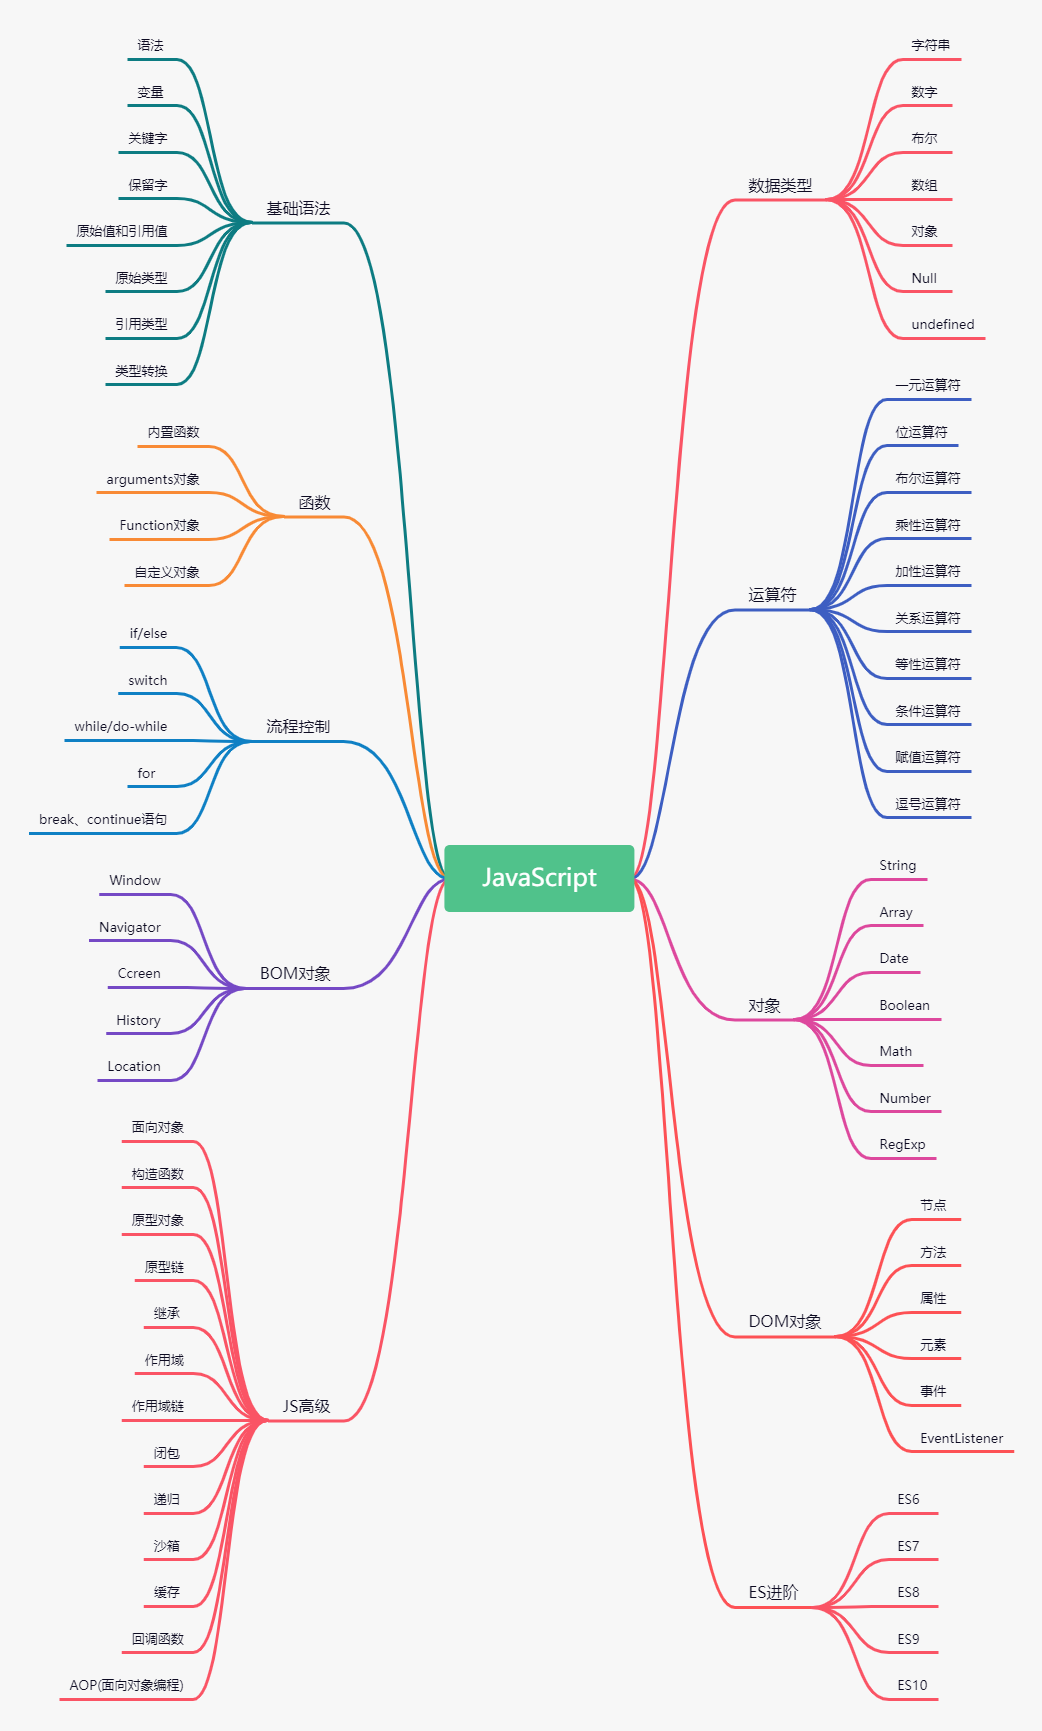 JavaScript
基础语法
语法
变量
关键字
保留字
原始值和引用值
原始类型
引用类型
类型转换
函数
内置函数
arguments对象
Function对象
自定义对象
流程控制
if/else
switch
while/do-while
for
break、continue语句
BOM对象
Window
Navigator
Ccreen
History
Location
JS高级
面向对象
构造函数
原型对象
原型链
继承
作用域
作用域链
闭包
递归
沙箱
缓存
回调函数
AOP(面向对象编程)
数据类型
字符串
数字
布尔
数组
对象
Null
undefined
运算符
一元运算符
位运算符
布尔运算符
乘性运算符
加性运算符
关系运算符
等性运算符
条件运算符
赋值运算符
逗号运算符
对象
String
Array
Date
Boolean
Math
Number
RegExp
DOM对象
节点
方法
属性
元素
事件
EventListener
ES进阶
ES6
ES7
ES8
ES9
ES10